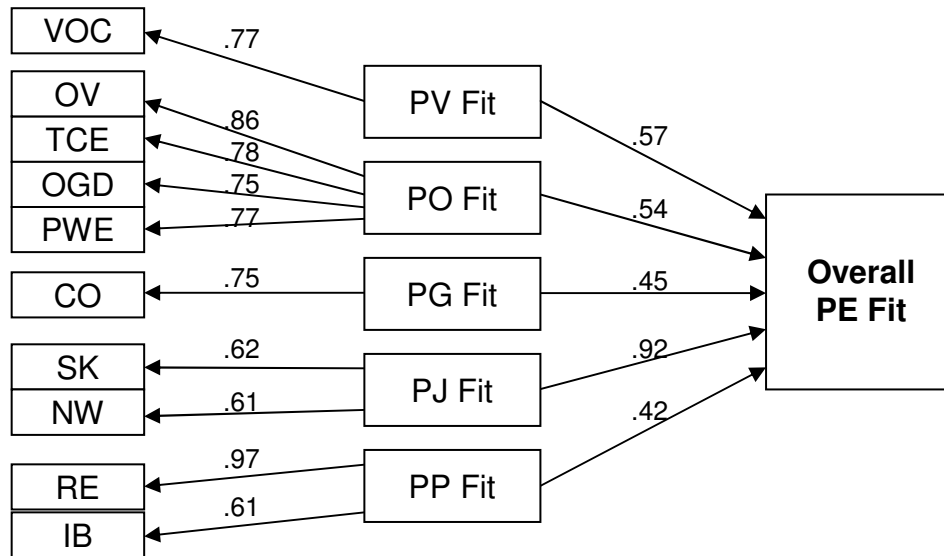 VOC
.77
OV
PV Fit
.86
TCE
.57
.78
OGD
.75
PO Fit
.54
PWE
.77
Overall
PE Fit
CO
.75
PG Fit
.45
SK
.62
.92
NW
.61
PJ Fit
.42
RE
.97
PP Fit
IB
.61